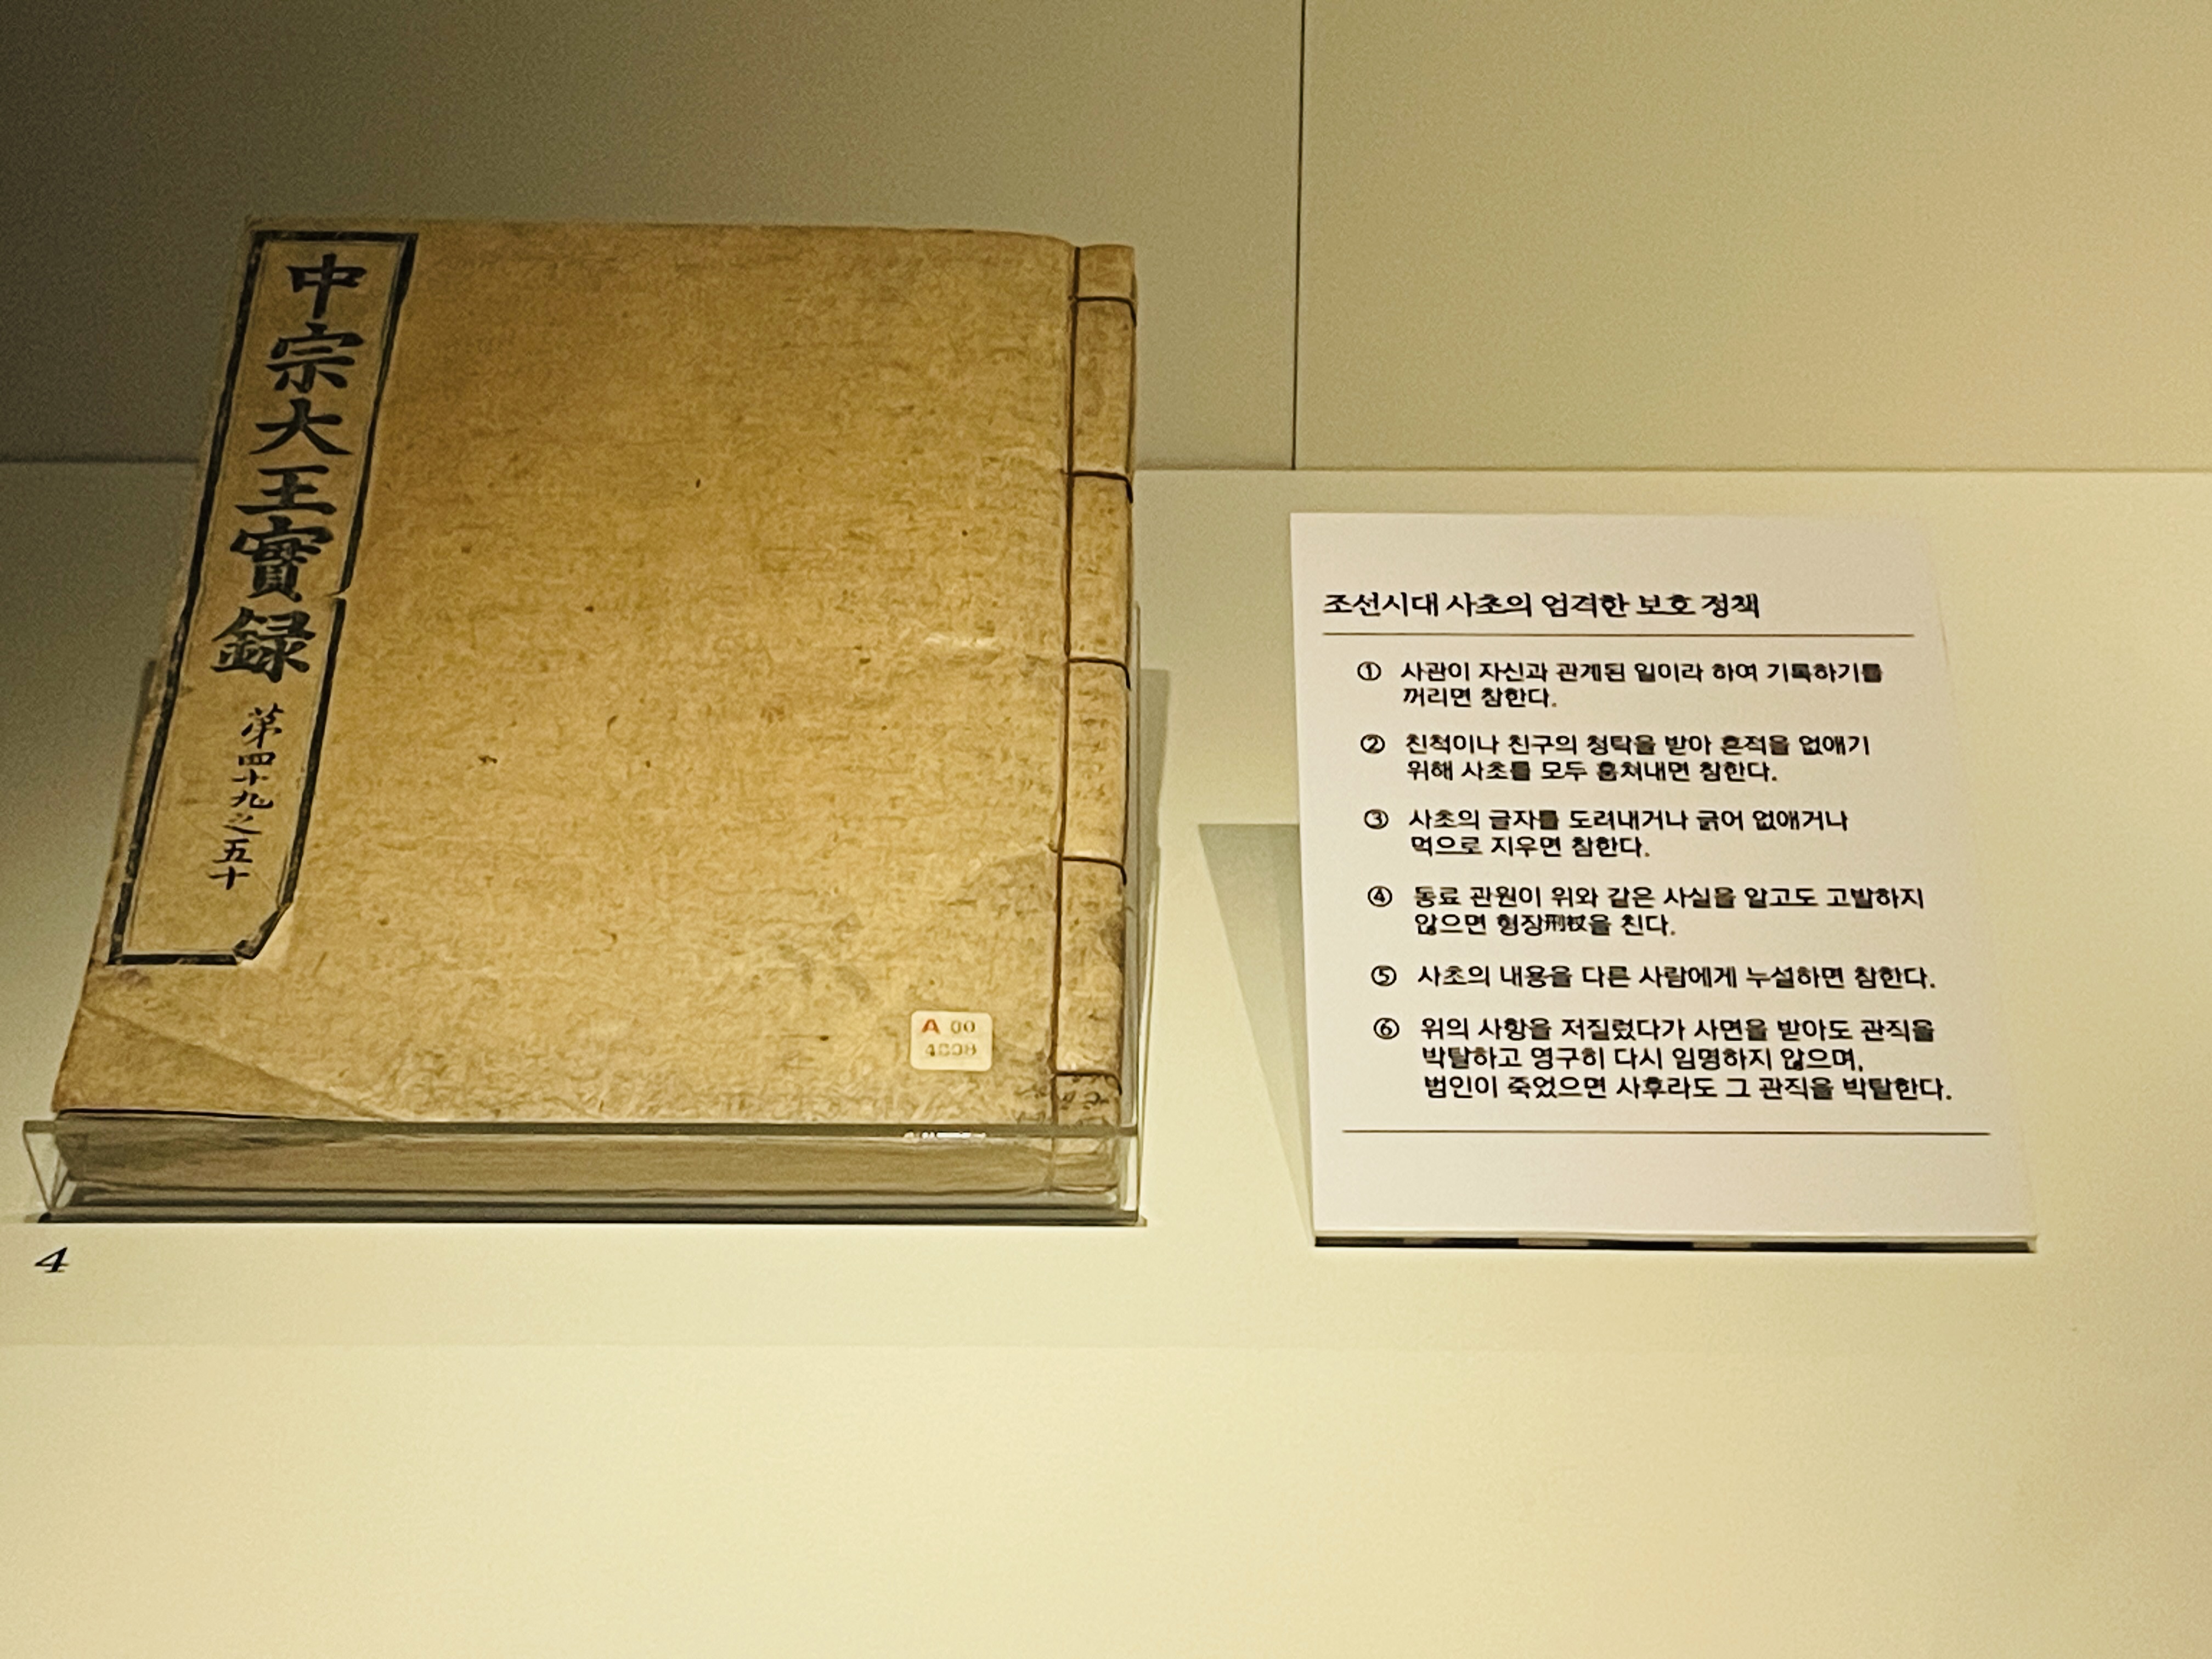 中宗大王實録
第四十九之五十
A 00
4808
4
조선시대 사초의 엄격한 보호 정책
① 사관이 자신과 관계된 일이라 하여 기록하기를
꺼리면 참한다.
② 친척이나 친구의 청탁을 받아 흔적을 없애기
위해 사초를 모두 훔쳐내면 참한다.
③ 사초의 글자를 도려내거나 긁어 없애거나
먹으로 지우면 참한다.
④ 동료 관원이 위와 같은 사실을 알고도 고발하지
않으면 형장刑杖을 친다.
⑤ 사초의 내용을 다른 사람에게 누설하면 참한다.
⑥ 위의 사항을 저질렀다가 사면을 받아도 관직을
박탈하고 영구히 다시 임명하지 않으며,
범인이 죽었으면 사후라도 그 관직을 박탈한다.